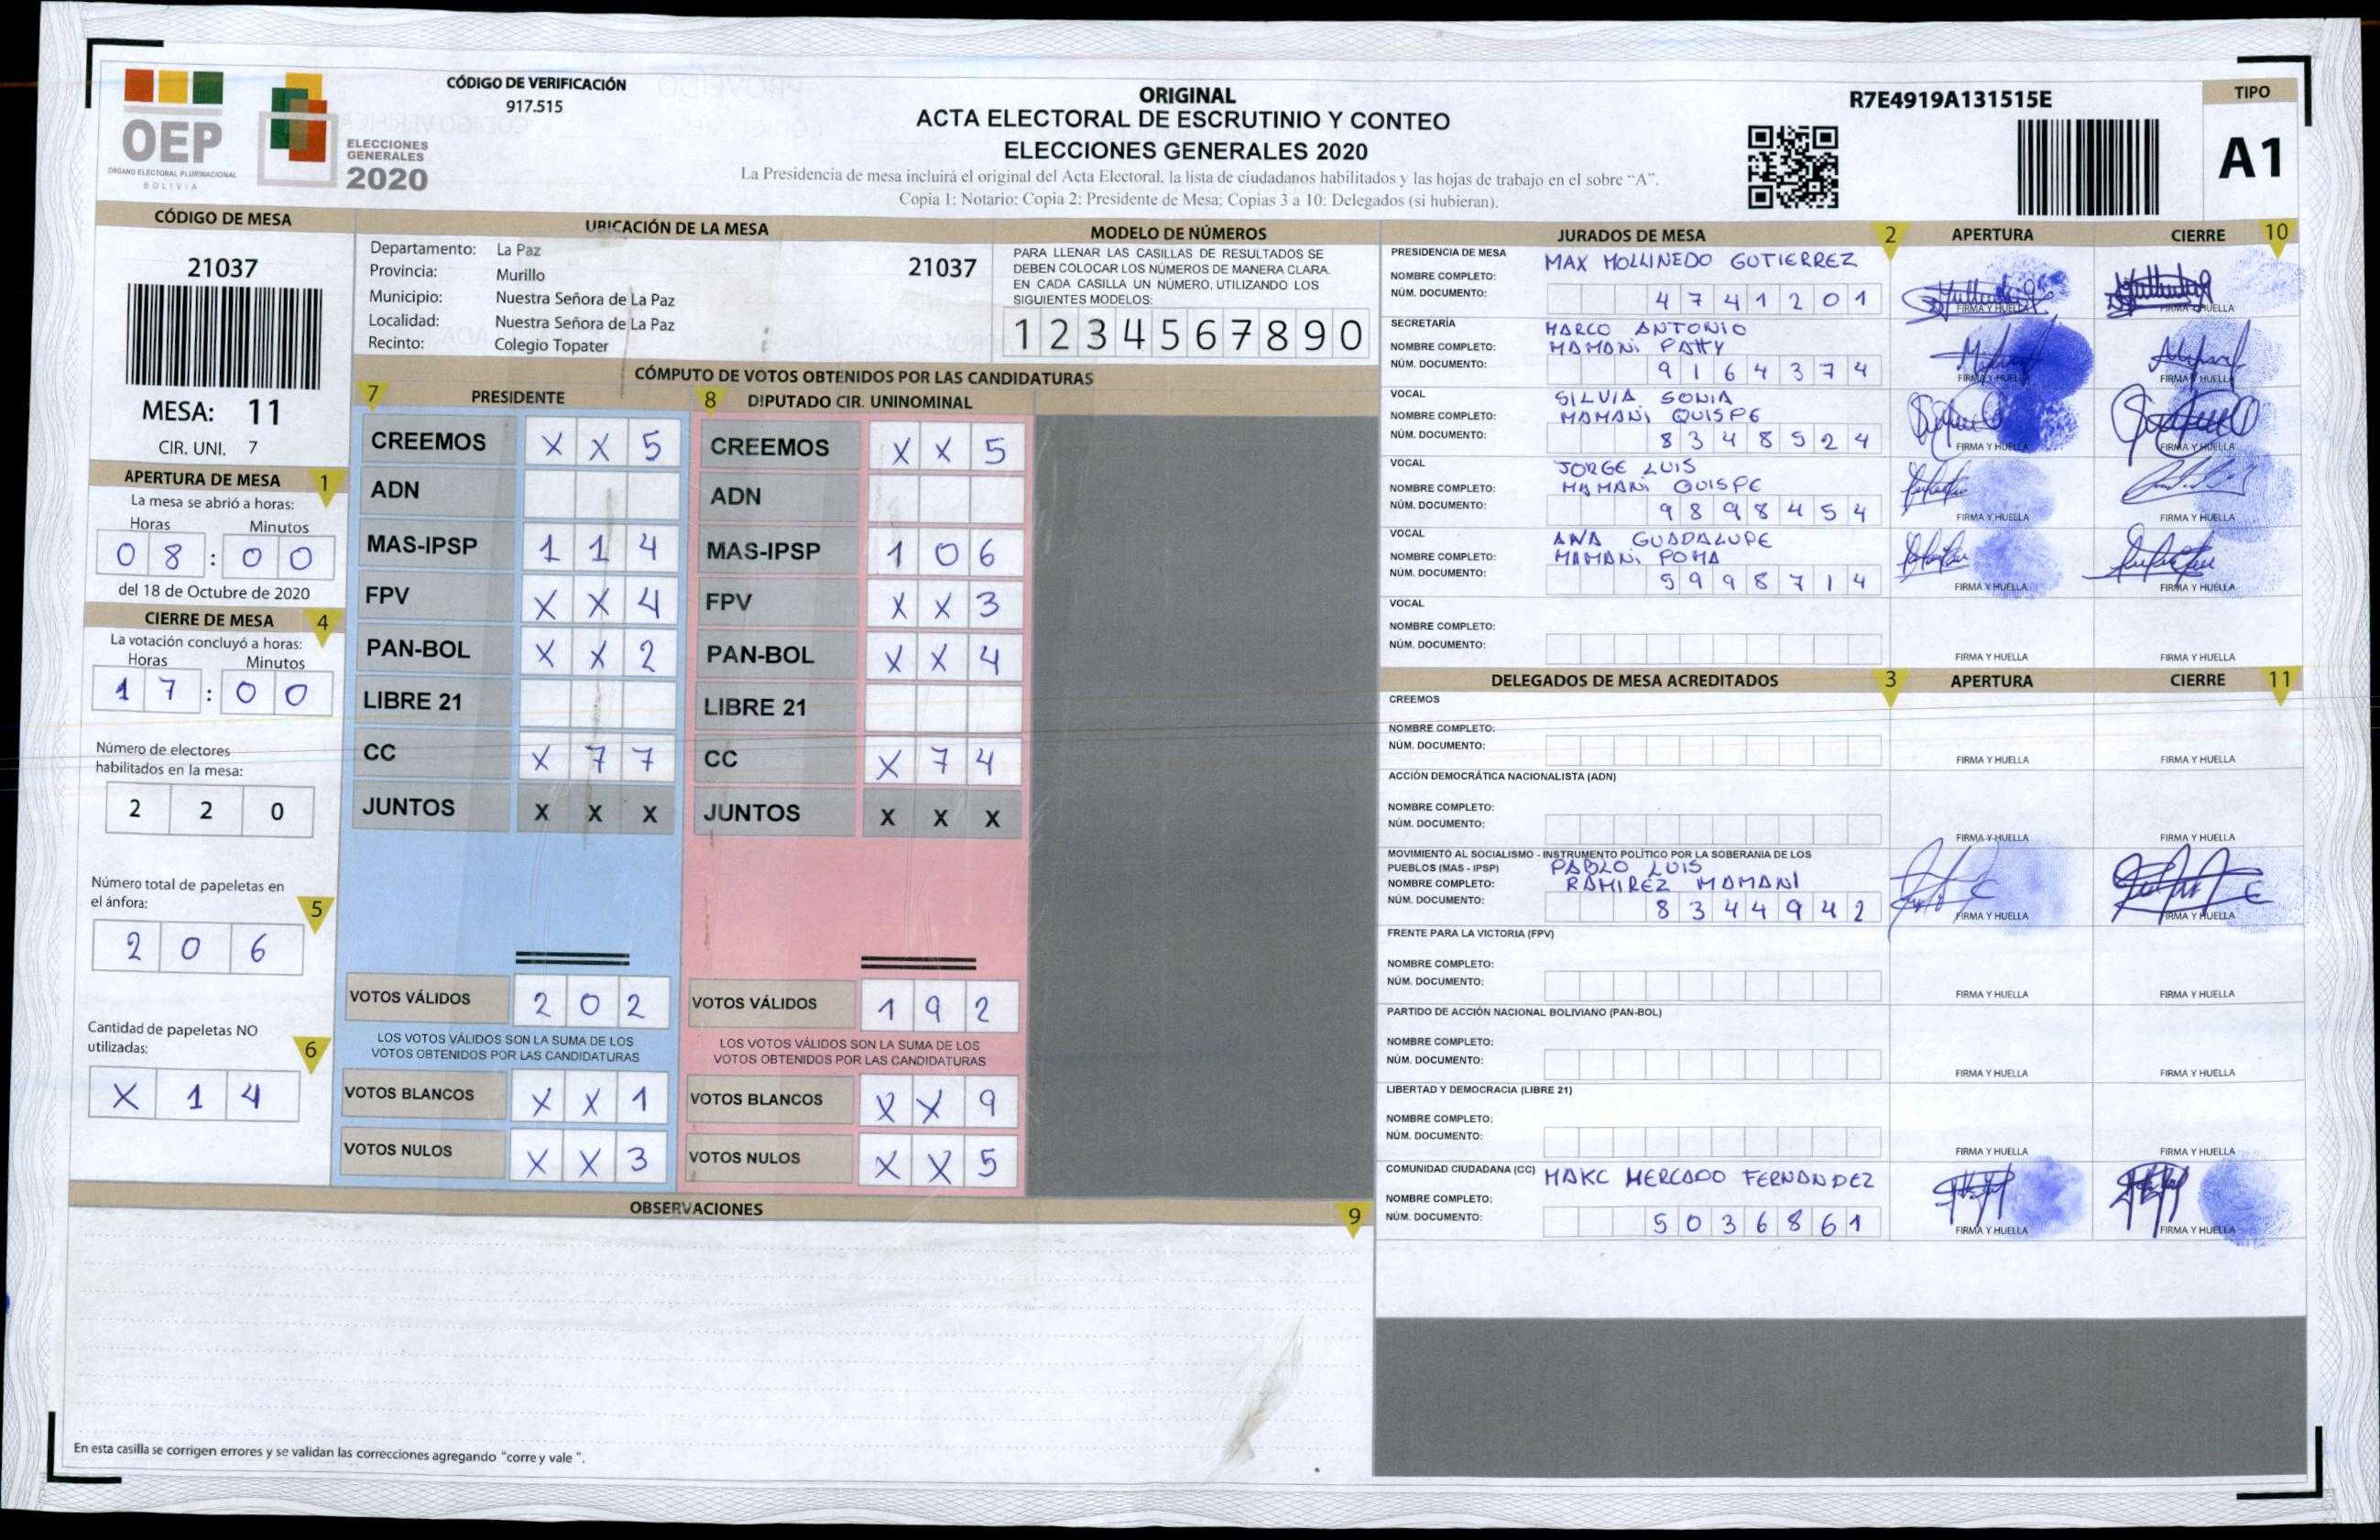 OEP
ÓRGANO ELECTORAL PLURINACIONAL
BOLIVIA
ELECCIONES
GENERALES
2020
CÓDIGO DE VERIFICACIÓN
917.515
ORIGINAL
ACTA ELECTORAL DE ESCRUTINIO Y CONTEO
ELECCIONES GENERALES 2020
La Presidencia de mesa incluirá el original del Acta Electoral, la lista de ciudadanos habilitados y las hojas de trabajo en el sobre “A”.
Copia 1: Notario; Copia 2: Presidente de Mesa; Copias 3 a 10: Delegados (si hubieran).
R7E4919A131515E
TIPO
A1
CÓDIGO DE MESA
21037
MESA: 11
CIR. UNI. 7
APERTURA DE MESA 1
La mesa se abrió a horas:
Horas Minutos
0 8 : 0 0
del 18 de Octubre de 2020
CIERRE DE MESA 4
La votación concluyó a horas:
Horas Minutos
1 7 : 0 0
Número de electores
habilitados en la mesa:
2 2 0
Número total de papeletas en
el ánfora: 5
2 0 6
Cantidad de papeletas NO
utilizadas: 6
X 1 4
UBICACIÓN DE LA MESA
Departamento: La Paz
Provincia: Murillo
Municipio: Nuestra Señora de La Paz
Localidad: Nuestra Señora de La Paz
Recinto: Colegio Topater
21037
MODELO DE NÚMEROS
PARA LLENAR LAS CASILLAS DE RESULTADOS SE
DEBEN COLOCAR LOS NÚMEROS DE MANERA CLARA.
EN CADA CASILLA UN NÚMERO, UTILIZANDO LOS
SIGUIENTES MODELOS:
1 2 3 4 5 6 7 8 9 0
CÓMPUTO DE VOTOS OBTENIDOS POR LAS CANDIDATURAS
7 PRESIDENTE
CREEMOS X X 5
ADN
MAS-IPSP 1 1 4
FPV X X 4
PAN-BOL X X 2
LIBRE 21
CC X 7 7
JUNTOS X X X
VOTOS VÁLIDOS 2 0 2
LOS VOTOS VÁLIDOS SON LA SUMA DE LOS
VOTOS OBTENIDOS POR LAS CANDIDATURAS
VOTOS BLANCOS X X 1
VOTOS NULOS X X 3
8 DIPUTADO CIR. UNINOMINAL
CREEMOS X X 5
ADN
MAS-IPSP 1 0 6
FPV X X 3
PAN-BOL X X 4
LIBRE 21
CC X 7 4
JUNTOS X X X
VOTOS VÁLIDOS 1 9 2
LOS VOTOS VÁLIDOS SON LA SUMA DE LOS
VOTOS OBTENIDOS POR LAS CANDIDATURAS
VOTOS BLANCOS X X 9
VOTOS NULOS X X 5
OBSERVACIONES 9
En esta casilla se corrigen errores y se validan las correcciones agregando "corre y vale ".
JURADOS DE MESA 2 APERTURA CIERRE 10
PRESIDENCIA DE MESA
NOMBRE COMPLETO: MAX MOLLINEDO GUTIERREZ
NÚM. DOCUMENTO: 4 7 4 1 2 0 1
FIRMA Y HUELLA FIRMA Y HUELLA
SECRETARÍA MARCO ANTONIO
NOMBRE COMPLETO: MAMANI PATTY
NÚM. DOCUMENTO: 9 1 6 4 3 7 4
FIRMA Y HUELLA FIRMA Y HUELLA
VOCAL SILVIA SONIA
NOMBRE COMPLETO: MAMANI QUISPE
NÚM. DOCUMENTO: 8 3 4 8 5 2 4
FIRMA Y HUELLA FIRMA Y HUELLA
VOCAL JORGE LUIS
NOMBRE COMPLETO: MAMANI QUISPE
NÚM. DOCUMENTO: 9 8 9 8 4 5 4
FIRMA Y HUELLA FIRMA Y HUELLA
VOCAL ANA GUADALUPE
NOMBRE COMPLETO: MAMANI POMA
NÚM. DOCUMENTO: 5 9 9 8 7 1 4
FIRMA Y HUELLA FIRMA Y HUELLA
VOCAL
NOMBRE COMPLETO:
NÚM. DOCUMENTO:
FIRMA Y HUELLA FIRMA Y HUELLA
DELEGADOS DE MESA ACREDITADOS 3 APERTURA CIERRE 11
CREEMOS
NOMBRE COMPLETO:
NÚM. DOCUMENTO:
FIRMA Y HUELLA FIRMA Y HUELLA
ACCIÓN DEMOCRÁTICA NACIONALISTA (ADN)
NOMBRE COMPLETO:
NÚM. DOCUMENTO:
FIRMA Y HUELLA FIRMA Y HUELLA
MOVIMIENTO AL SOCIALISMO - INSTRUMENTO POLÍTICO POR LA SOBERANIA DE LOS
PUEBLOS (MAS - IPSP) PABLO LUIS
NOMBRE COMPLETO: RAMIREZ MAMANI
NÚM. DOCUMENTO: 8 3 4 4 9 4 2
FIRMA Y HUELLA FIRMA Y HUELLA
FRENTE PARA LA VICTORIA (FPV)
NOMBRE COMPLETO:
NÚM. DOCUMENTO:
FIRMA Y HUELLA FIRMA Y HUELLA
PARTIDO DE ACCIÓN NACIONAL BOLIVIANO (PAN-BOL)
NOMBRE COMPLETO:
NÚM. DOCUMENTO:
FIRMA Y HUELLA FIRMA Y HUELLA
LIBERTAD Y DEMOCRACIA (LIBRE 21)
NOMBRE COMPLETO:
NÚM. DOCUMENTO:
FIRMA Y HUELLA FIRMA Y HUELLA
COMUNIDAD CIUDADANA (CC) MARC MERCADO FERNANDEZ
NOMBRE COMPLETO:
NÚM. DOCUMENTO: 5 0 3 6 8 6 1
FIRMA Y HUELLA FIRMA Y HUELLA